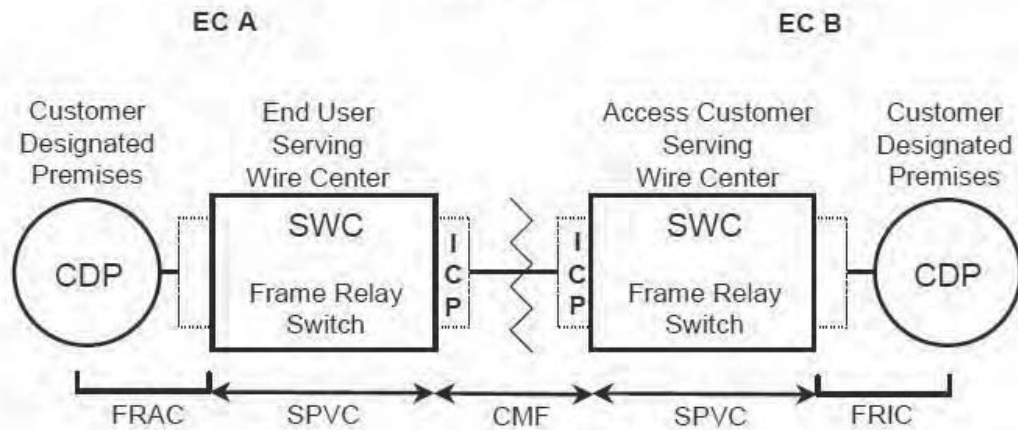 EC A
EC B
Customer
Designated
Premises
End User
Serving
Wire Center
Access Customer
Serving
Wire Center
Customer
Designated
Premises
CDP
SWC
Frame Relay
Switch
I
C
P
I
C
P
SWC
Frame Relay
Switch
CDP
FRAC
SPVC
CMF
SPVC
FRIC